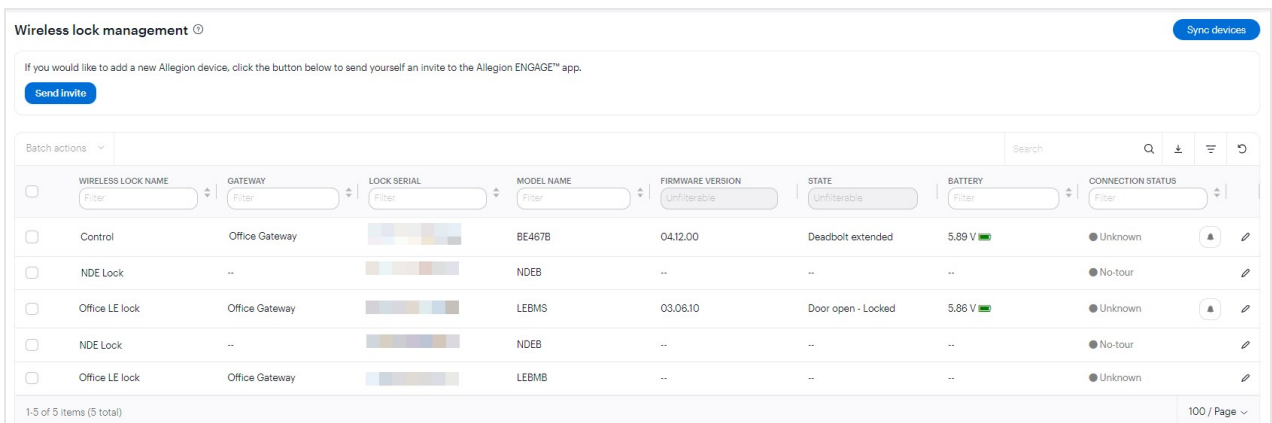 Wireless lock management
Sync devices
If you would like to add a new Allegion device, click the button below to send yourself an invite to the Allegion ENGAGE™ app.
Send invite
Batch actions
Search
WIRELESS LOCK NAME GATEWAY LOCK SERIAL MODEL NAME FIRMWARE VERSION STATE BATTERY CONNECTION STATUS
Filter Filter Filter Filter Unfilterable Unfilterable Filter Filter
Control Office Gateway BE467B 04.12.00 Deadbolt extended 5.89 V Unknown
NDE Lock -- NDEB -- -- -- No-tour
Office LE lock Office Gateway LEBMS 03.06.10 Door open - Locked 5.86 V Unknown
NDE Lock -- NDEB -- -- -- No-tour
Office LE lock Office Gateway LEBMB -- -- -- Unknown
1-5 of 5 items (5 total)
100 / Page